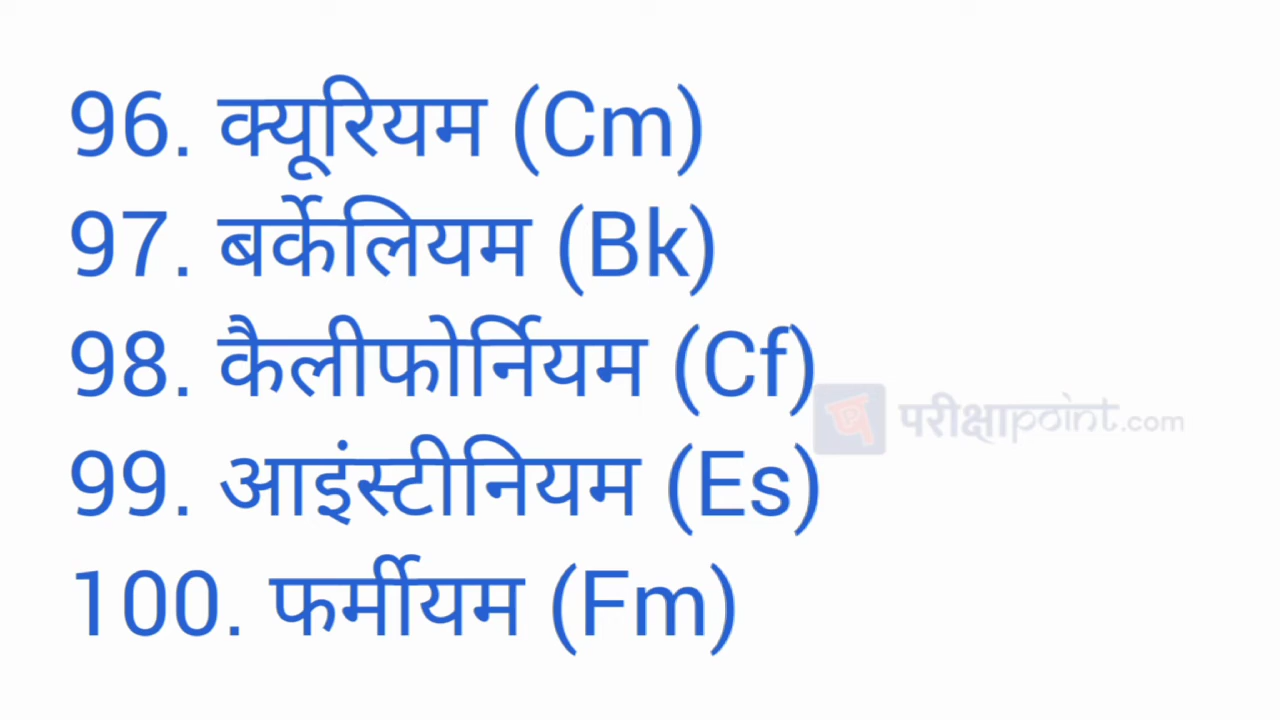 96. क्यूरियम (Cm)
97. बर्केलियम (Bk)
98. कैलीफोर्नियम (Cf)
परीक्षाpoint.com
99. आइंस्टीनियम (Es)
100. फर्मीयम (Fm)